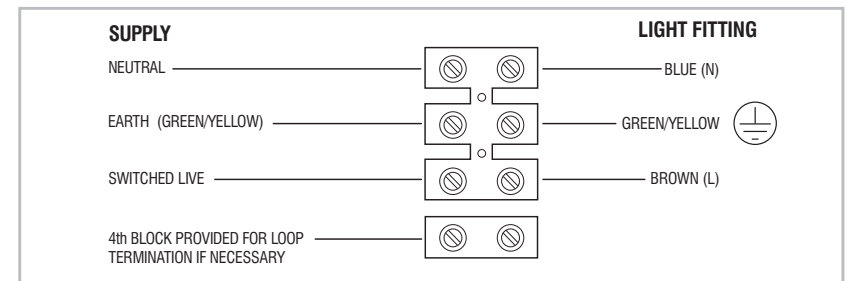 SUPPLY
LIGHT FITTING
NEUTRAL
BLUE (N)
EARTH (GREEN/YELLOW)
GREEN/YELLOW
SWITCHED LIVE
BROWN (L)
4th BLOCK PROVIDED FOR LOOP
TERMINATION IF NECESSARY